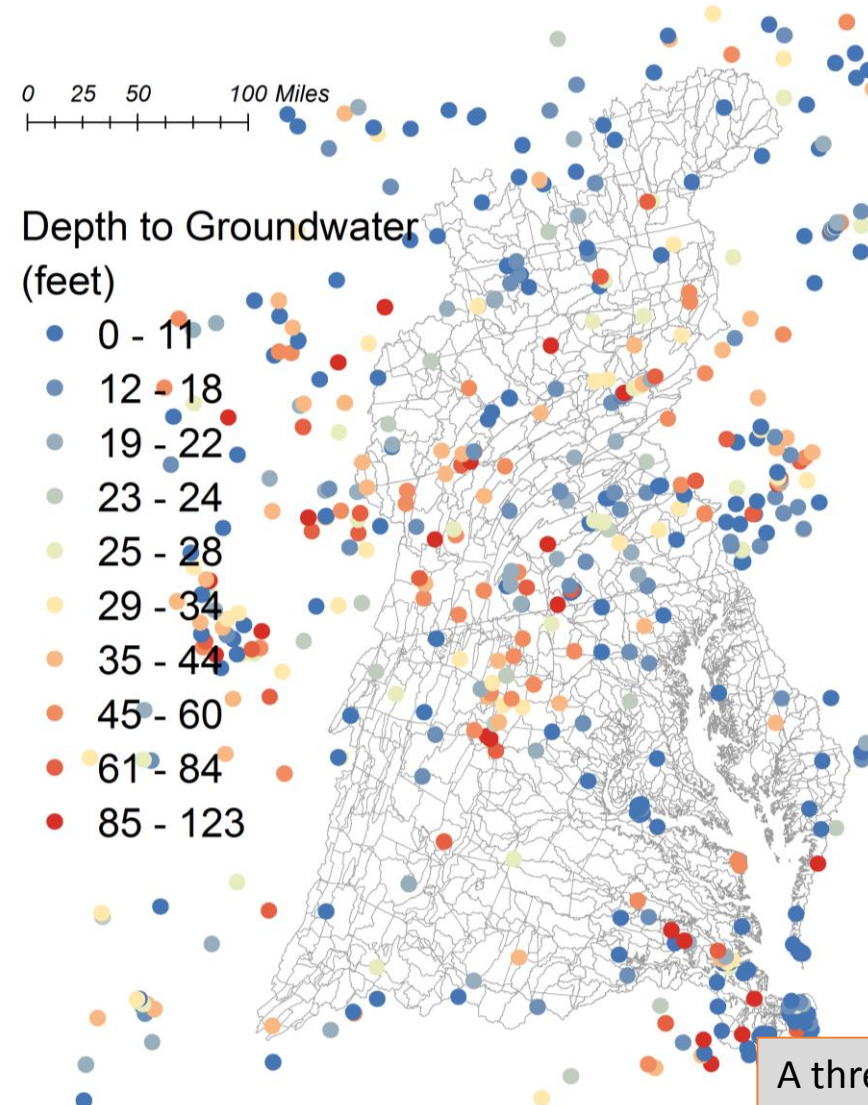 0 25 50 100 Miles
Depth to Groundwater
(feet)
0 - 11
12 - 18
19 - 22
23 - 24
25 - 28
29 - 34
35 - 44
45 - 60
61 - 84
85 - 123
A thre